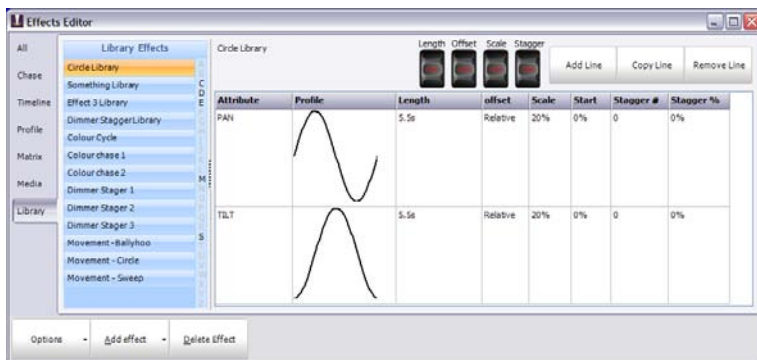 Effects Editor
All
Chase
Timeline
Profile
Matrix
Media
Library
Library Effects
Circle Library
Something Library
Effect 3 Library
Dimmer StaggerLibrary
Colour Cycle
Colour chase 1
Colour chase 2
Dimmer Stager 1
Dimmer Stager 2
Dimmer Stager 3
Movement -Ballyhoo
Movement - Circle
Movement - Sweep
C
D
E
M
S
Circle Library
Length Offset Scale Stagger
Add Line Copy Line Remove Line
Attribute Profile Length offset Scale Start Stagger # Stagger %
PAN 5.5s Relative 20% 0% 0 0%
TILT 5.5s Relative 20% 0% 0 0%
Options Add effect Delete Effect